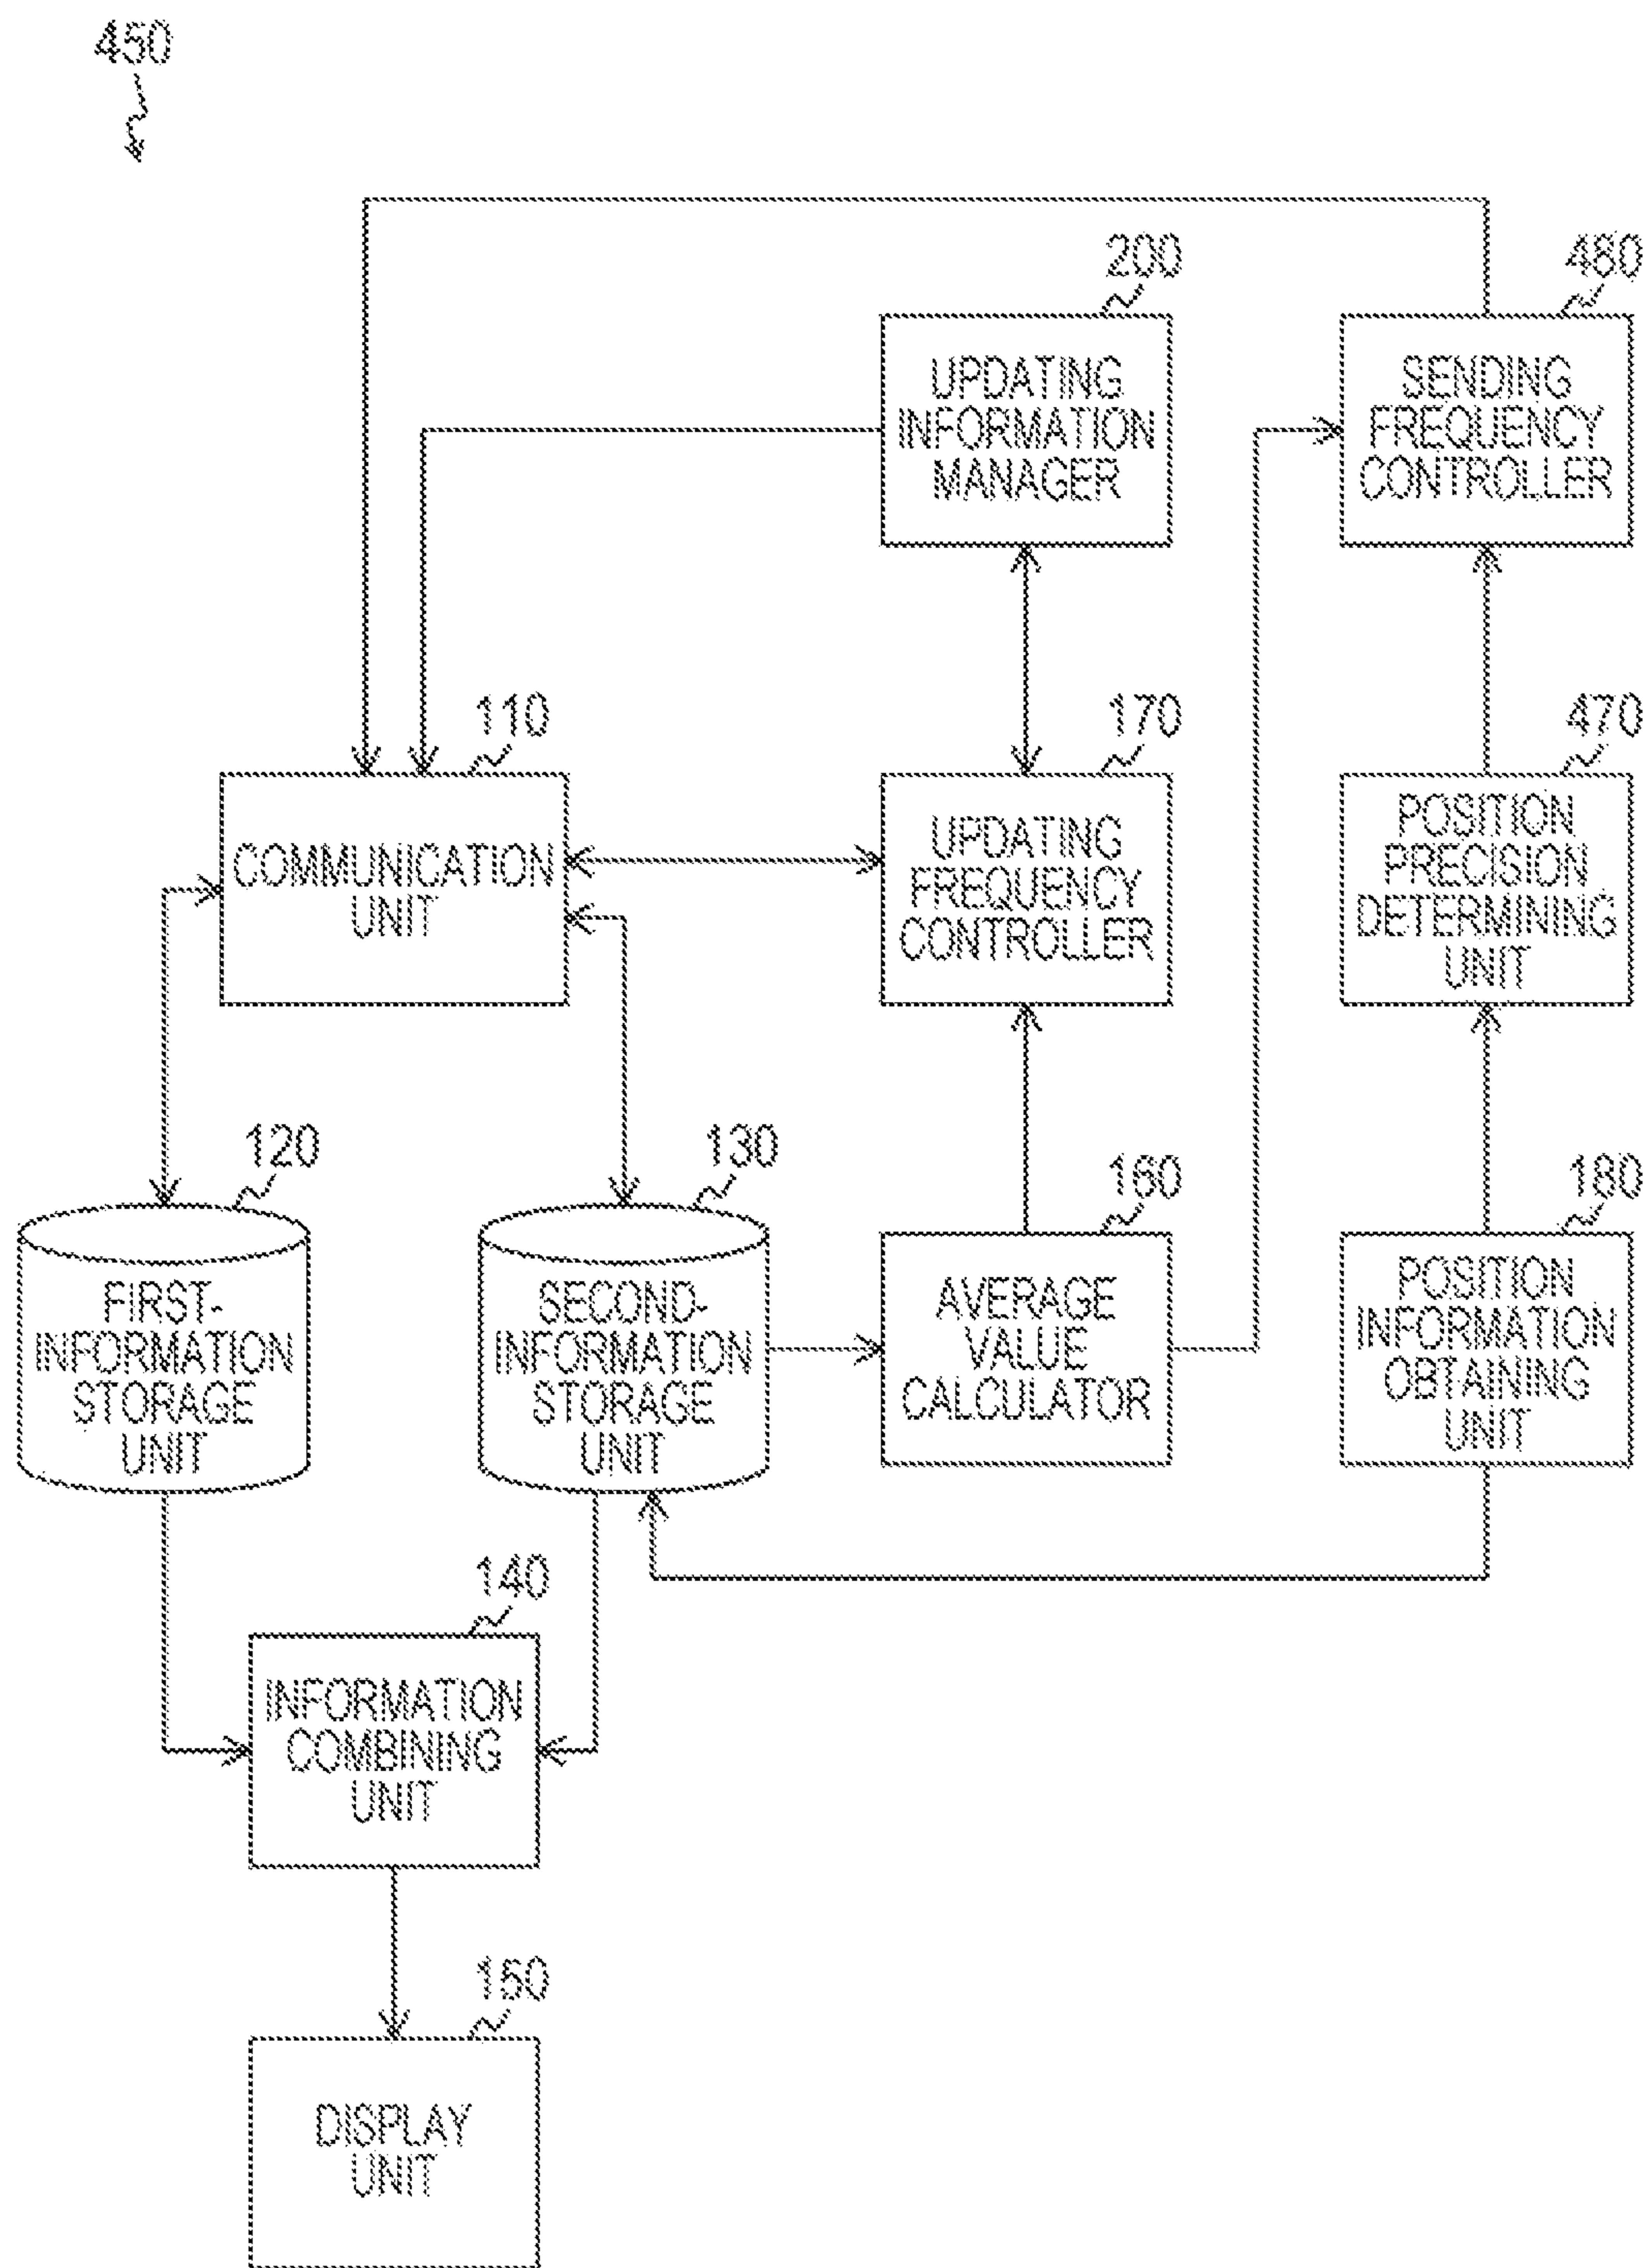 450
200
UPDATING
INFORMATION
MANAGER
480
SENDING
FREQUENCY
CONTROLLER
110
COMMUNICATION
UNIT
170
UPDATING
FREQUENCY
CONTROLLER
470
POSITION
PRECISION
DETERMINING
UNIT
120
FIRST-
INFORMATION
STORAGE
UNIT
130
SECOND-
INFORMATION
STORAGE
UNIT
160
AVERAGE
VALUE
CALCULATOR
180
POSITION
INFORMATION
OBTAINING
UNIT
140
INFORMATION
COMBINING
UNIT
150
DISPLAY
UNIT